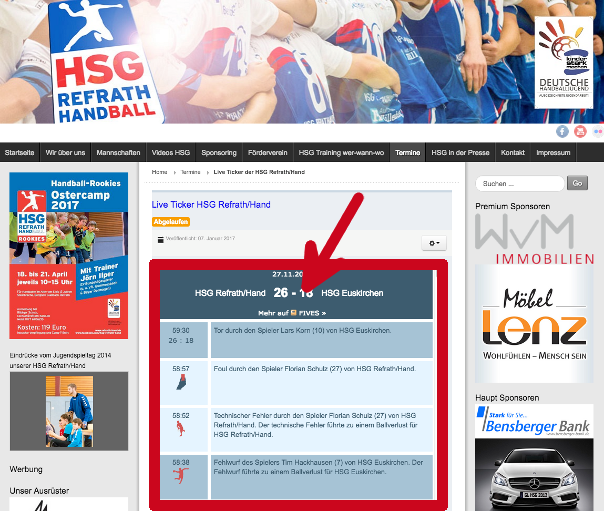 HSG
REFRATH
HANDBALL
kinder
stark
machen
DEUTSCHE
HANDBALLJUGEND
Startseite Wir über uns Mannschaften Videos HSG Sponsoring Förderverein HSG Training wer-wann-wo Termine HSG in der Presse Kontakt Impressum
Handball-Rookies
Ostercamp
2017
HSG
REFRATH
HANDBALL
ROOKIES
Mit Trainer
Jörn Ilper
18. bis 21. April
jeweils 10-15 Uhr
Kosten: 119 Euro
Eindrücke vom Jugendspieltag 2014
unserer HSG Refrath/Hand
Werbung
Unser Ausrüster
Home Termine Live Ticker der HSG Refrath/Hand
Live Ticker HSG Refrath/Hand
Abgelaufen
Veröffentlicht: 07. Januar 2017
HSG Refrath/Hand 26 - 18 HSG Euskirchen
Mehr auf FIVES »
59:30
26 : 18
Tor durch den Spieler Lars Korn (10) von HSG Euskirchen.
58:57
Foul durch den Spieler Florian Schulz (27) von HSG Refrath/Hand.
58:52
Technischer Fehler durch den Spieler Florian Schulz (27) von HSG
Refrath/Hand. Der technische Fehler führte zu einem Ballverlust für
HSG Refrath/Hand.
58:38
Fehlwurf des Spielers Tim Hackhausen (7) von HSG Euskirchen. Der
Fehlwurf führte zu einem Ballverlust für HSG Euskirchen.
Suchen ... Go
Premium Sponsoren
WvM
IMMOBILIEN
Möbel
Lenz
WOHLFÜHLEN – MENSCH SEIN
Haupt Sponsoren
Stark für Sie...
Bensberger Bank